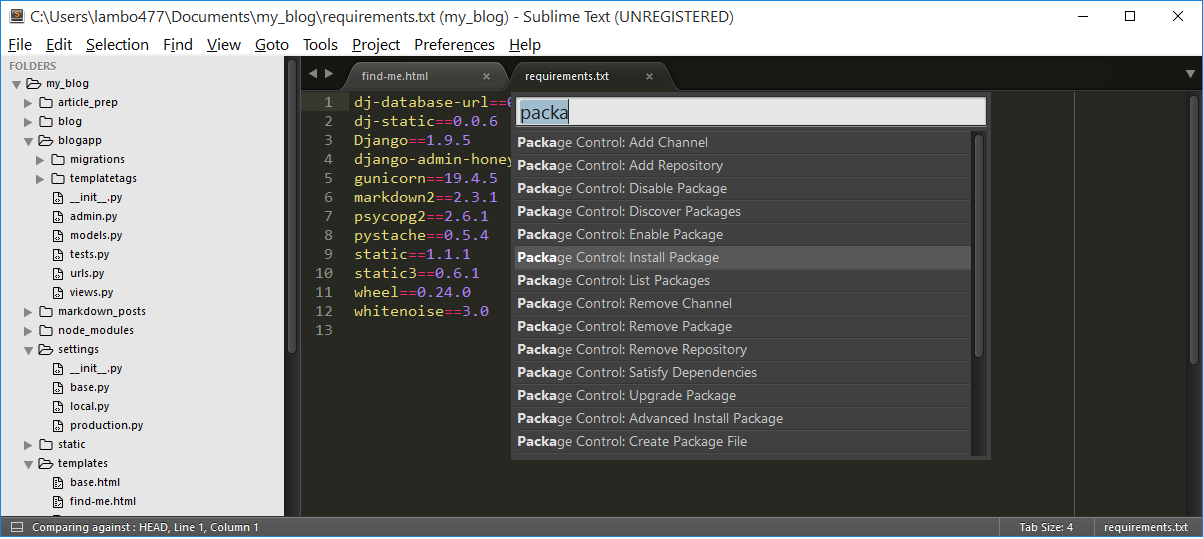 C:\Users\lambo477\Documents\my_blog\requirements.txt (my_blog) - Sublime Text (UNREGISTERED)
File Edit Selection Find View Goto Tools Project Preferences Help
FOLDERS
my_blog
article_prep
blog
blogapp
migrations
templatetags
__init__.py
admin.py
models.py
tests.py
urls.py
views.py
markdown_posts
node_modules
settings
__init__.py
base.py
local.py
production.py
static
templates
base.html
find-me.html
find-me.html × requirements.txt ×
1 dj-database-url==
2 dj-static==0.0.6
3 Django==1.9.5
4 django-admin-honey
5 gunicorn==19.4.5
6 markdown2==2.3.1
7 psycopg2==2.6.1
8 pystache==0.5.4
9 static==1.1.1
10 static3==0.6.1
11 wheel==0.24.0
12 whitenoise==3.0
13
packa
Package Control: Add Channel
Package Control: Add Repository
Package Control: Disable Package
Package Control: Discover Packages
Package Control: Enable Package
Package Control: Install Package
Package Control: List Packages
Package Control: Remove Channel
Package Control: Remove Package
Package Control: Remove Repository
Package Control: Satisfy Dependencies
Package Control: Upgrade Package
Package Control: Advanced Install Package
Package Control: Create Package File
Comparing against : HEAD, Line 1, Column 1
Tab Size: 4
requirements.txt